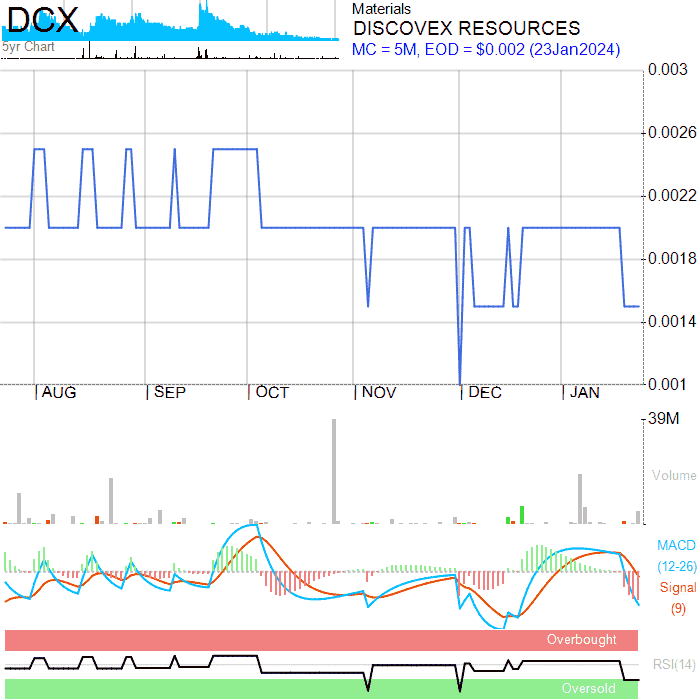 DCX
5yr Chart
Materials
DISCOVEX RESOURCES
MC = 5M, EOD = $0.002 (23Jan2024)
0.003
0.0026
0.0022
0.0018
0.0014
0.001
AUG SEP OCT NOV DEC JAN
39M
Volume
MACD
(12-26)
Signal
(9)
Overbought
RSI(14)
Oversold